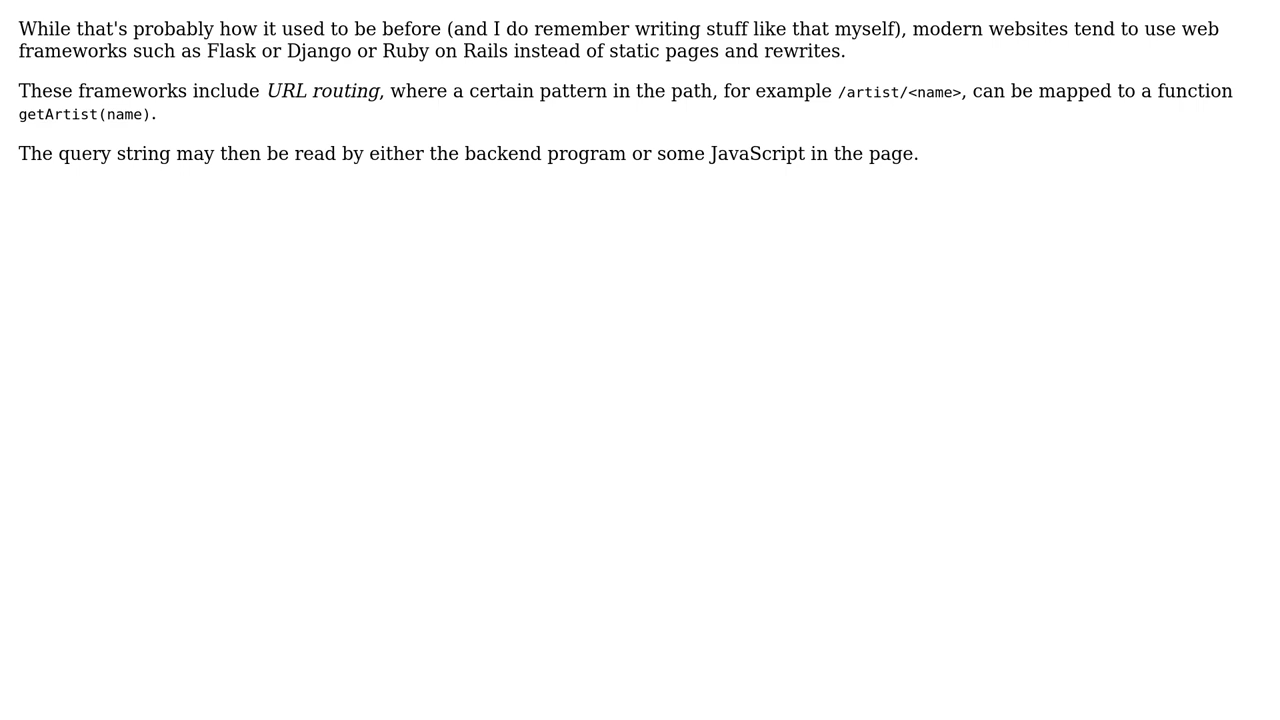 While that's probably how it used to be before (and I do remember writing stuff like that myself), modern websites tend to use web
frameworks such as Flask or Django or Ruby on Rails instead of static pages and rewrites.
These frameworks include URL routing, where a certain pattern in the path, for example /artist/<name>, can be mapped to a function
getArtist(name).
The query string may then be read by either the backend program or some JavaScript in the page.